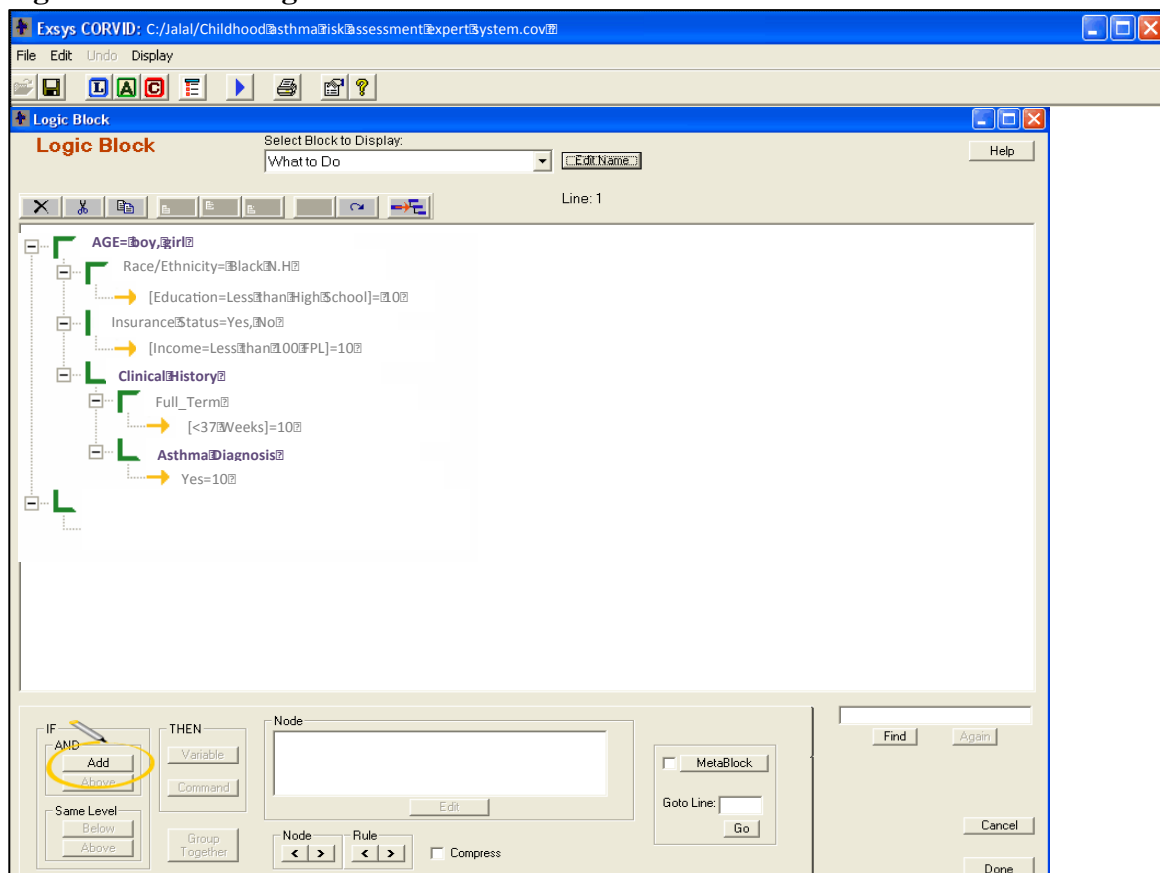 Exsys CORVID: C:/Jalal/Childhood asthma risk assessment expert system.cov
File Edit Undo Display
L A C
Logic Block
Logic Block
Select Block to Display:
What to Do
Edit Name
Help
Line: 1
AGE= boy, girl
Race/Ethnicity= Black N.H
[Education=Less than High School]= 10
Insurance Status=Yes, No
[Income=Less than 100 FPL]=10
Clinical History
Full_Term
[<37 Weeks]=10
Asthma Diagnosis
Yes=10
IF
AND
Add
Above
Same Level
Below
Above
THEN
Variable
Command
Group Together
Node
Edit
Node
< >
Rule
< >
Compress
MetaBlock
Goto Line:
Go
Find
Again
Cancel
Done